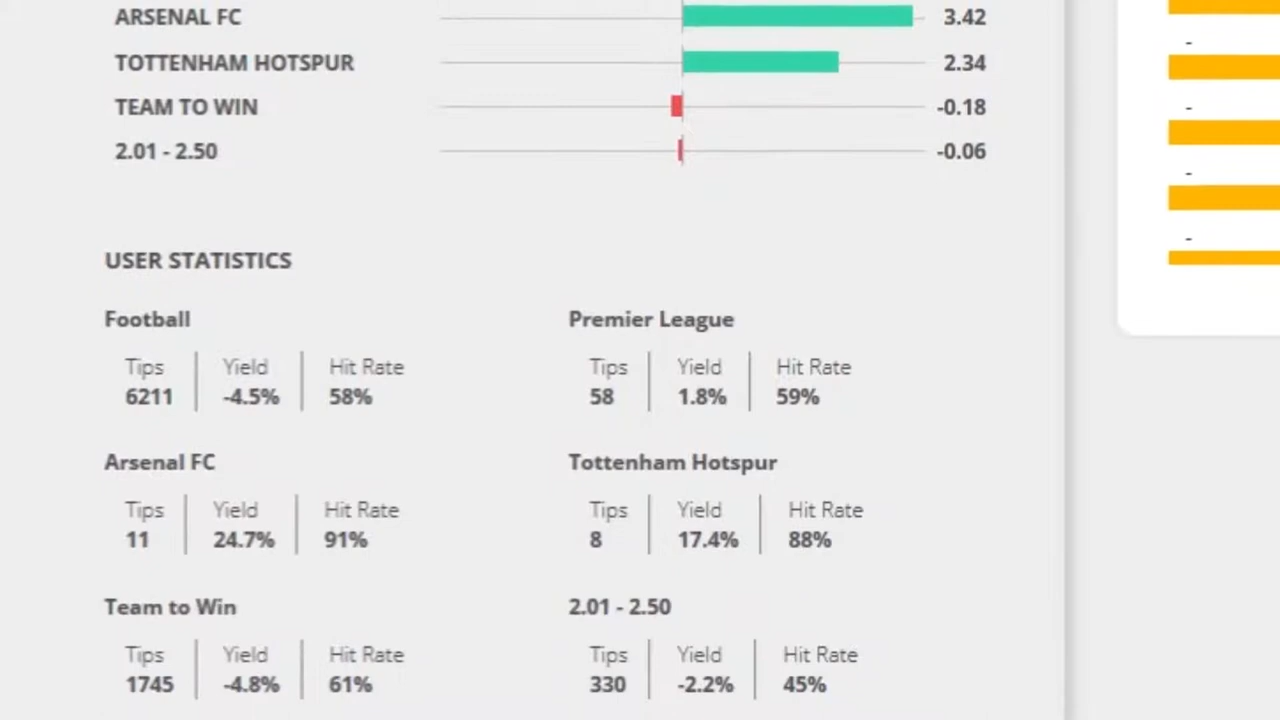 ARSENAL FC 3.42
TOTTENHAM HOTSPUR 2.34
TEAM TO WIN -0.18
2.01 - 2.50 -0.06
-
-
-
-
USER STATISTICS
Football Premier League
Tips Yield Hit Rate Tips Yield Hit Rate
6211 -4.5% 58% 58 1.8% 59%
Arsenal FC Tottenham Hotspur
Tips Yield Hit Rate Tips Yield Hit Rate
11 24.7% 91% 8 17.4% 88%
Team to Win 2.01 - 2.50
Tips Yield Hit Rate Tips Yield Hit Rate
1745 -4.8% 61% 330 -2.2% 45%